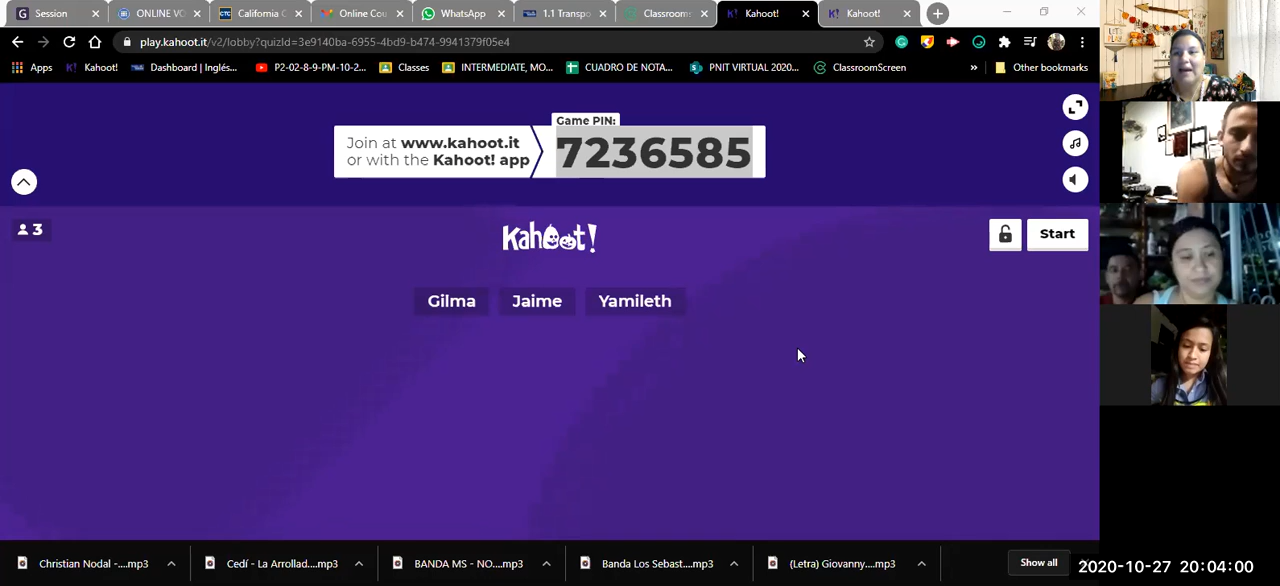 Session
ONLINE VO
California C
Online Cou
WhatsApp
1.1 Transpo
Classroom
Kahoot!
Kahoot!
play.kahoot.it/v2/lobby?quizId=3e9140ba-6955-4bd9-b474-9941379f05e4
Apps
Kahoot!
Dashboard | Inglés...
P2-02-8-9-PM-10-2...
Classes
INTERMEDIATE, MO...
CUADRO DE NOTA...
PNIT VIRTUAL 2020...
ClassroomScreen
»
Other bookmarks
Game PIN:
Join at www.kahoot.it
or with the Kahoot! app
7236585
3
Kahoot!
Start
Gilma
Jaime
Yamileth
Christian Nodal -....mp3
Cedí - La Arrollad....mp3
BANDA MS - NO....mp3
Banda Los Sebast....mp3
(Letra) Giovanny....mp3
Show all
2020-10-27 20:04:00